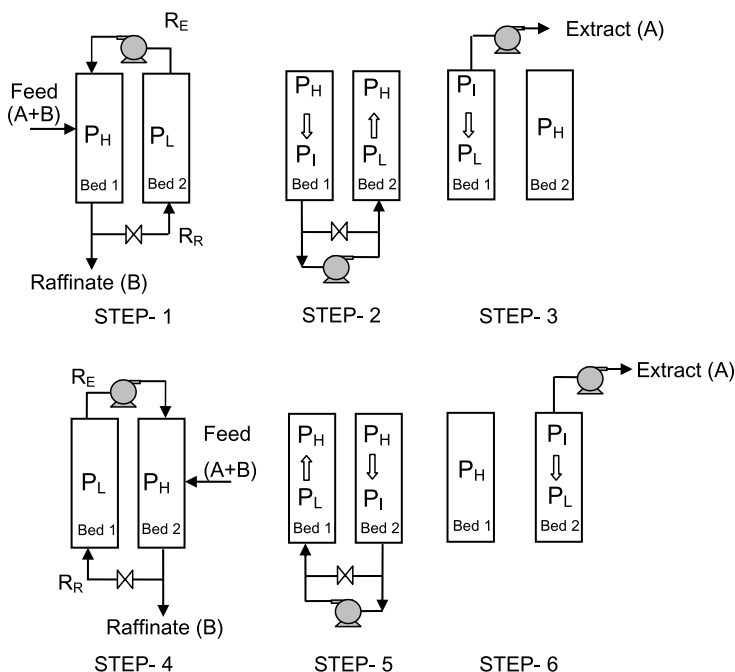 R_E
Extract (A)
Feed
(A+B)
P_H
P_L
Bed 1
Bed 2
R_R
Raffinate (B)
P_H
P_I
Bed 1
P_H
P_L
Bed 2
P_I
P_L
Bed 1
P_H
Bed 2
STEP- 1
STEP- 2
STEP- 3
R_E
Extract (A)
P_L
Bed 1
P_H
Bed 2
Feed
(A+B)
R_R
Raffinate (B)
P_H
P_L
Bed 1
P_H
P_I
Bed 2
P_H
Bed 1
P_I
P_L
Bed 2
STEP- 4
STEP- 5
STEP- 6